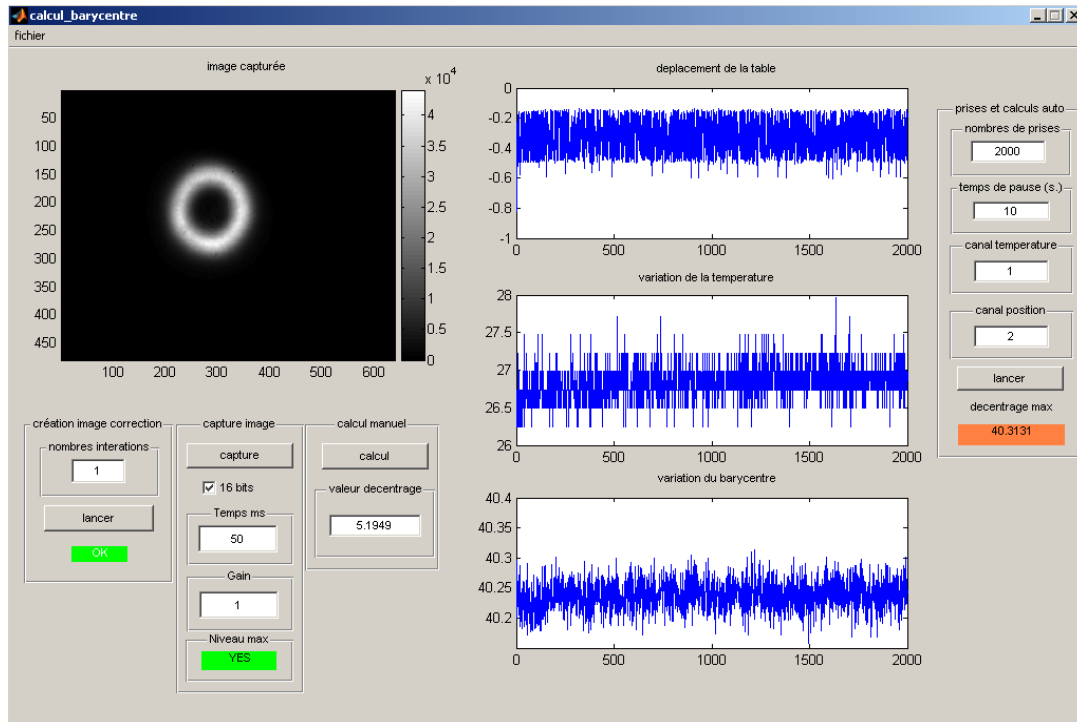 calcul_barycentre
fichier
image capturée
x 10^4
50
100
150
200
250
300
350
400
450
100 200 300 400 500 600
4
3.5
3
2.5
2
1.5
1
0.5
0
deplacement de la table
0
-0.2
-0.4
-0.6
-0.8
-1
0 500 1000 1500 2000
variation de la temperature
28
27.5
27
26.5
26
0 500 1000 1500 2000
variation du barycentre
40.4
40.35
40.3
40.25
40.2
0 500 1000 1500 2000
prises et calculs auto
nombres de prises
2000
temps de pause (s.)
10
canal temperature
1
canal position
2
lancer
decentrage max
40.3131
création image correction
nombres interations
1
lancer
OK
capture image
capture
16 bits
Temps ms
50
Gain
1
Niveau max
YES
calcul manuel
calcul
valeur decentrage
5.1949